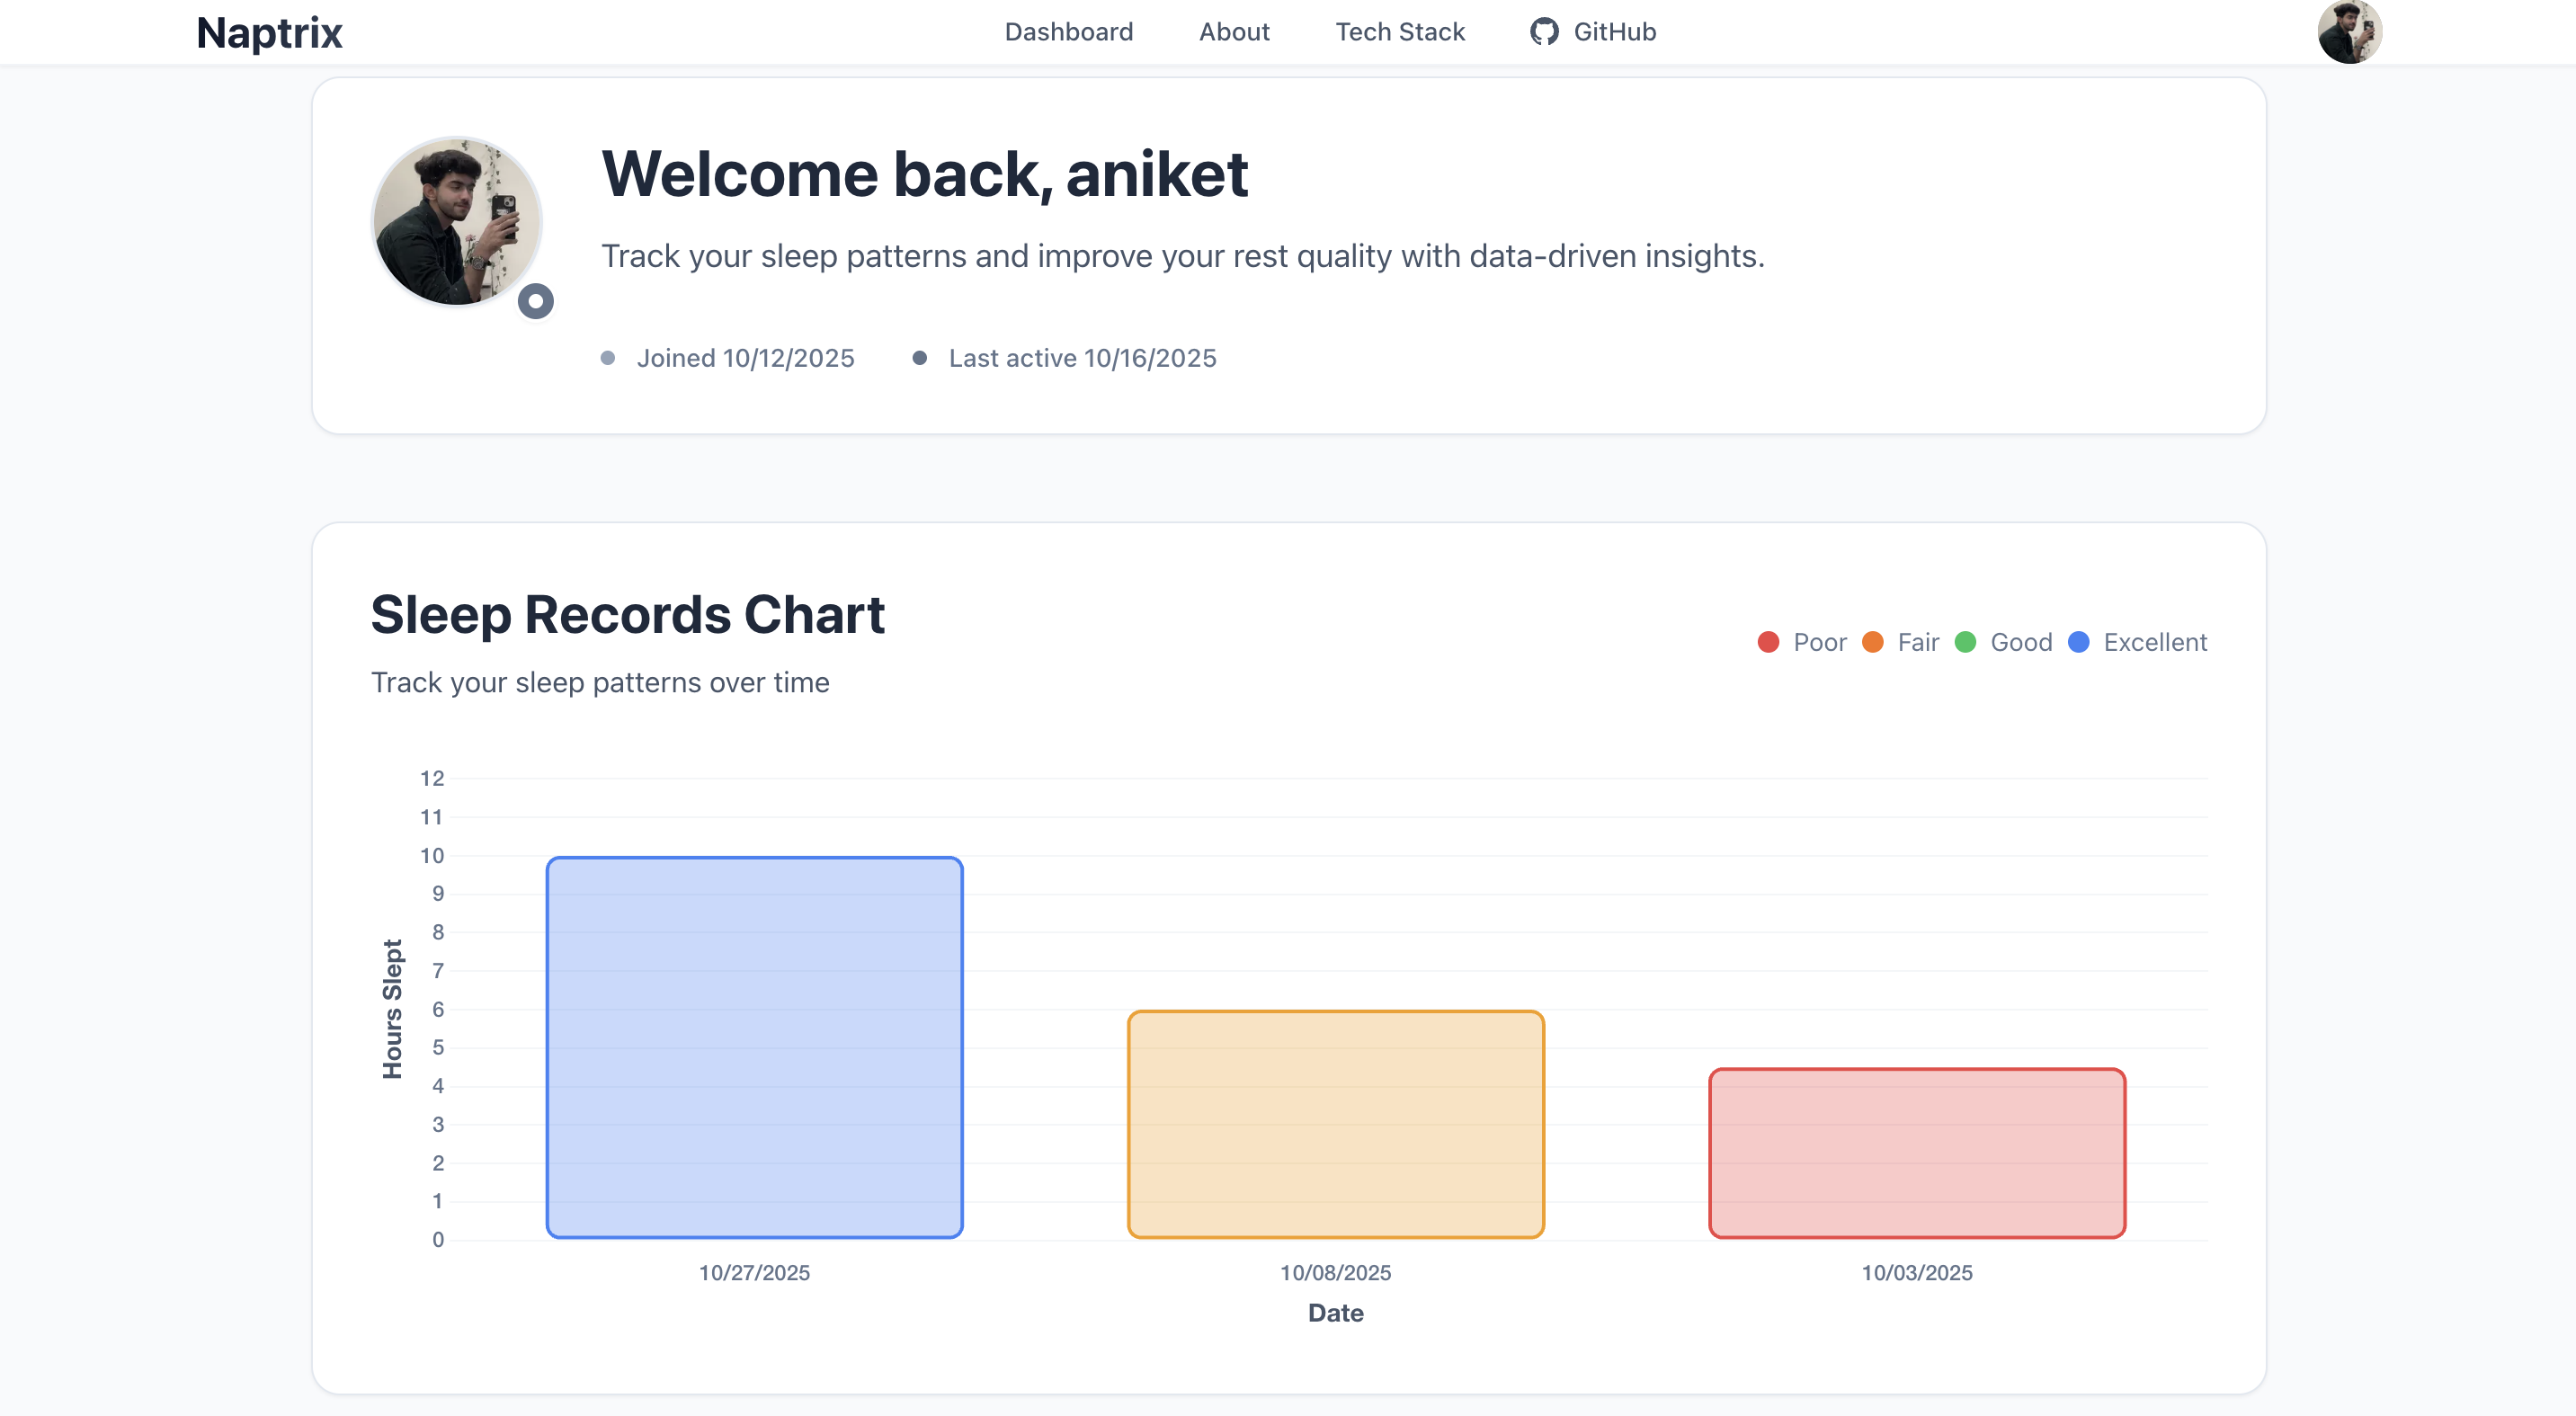 Naptrix
Dashboard
About
Tech Stack
GitHub
Welcome back, aniket
Track your sleep patterns and improve your rest quality with data-driven insights.
Joined 10/12/2025
Last active 10/16/2025
Sleep Records Chart
Track your sleep patterns over time
Poor
Fair
Good
Excellent
Hours Slept
12
11
10
9
8
7
6
5
4
3
2
1
0
10/27/2025
10/08/2025
10/03/2025
Date